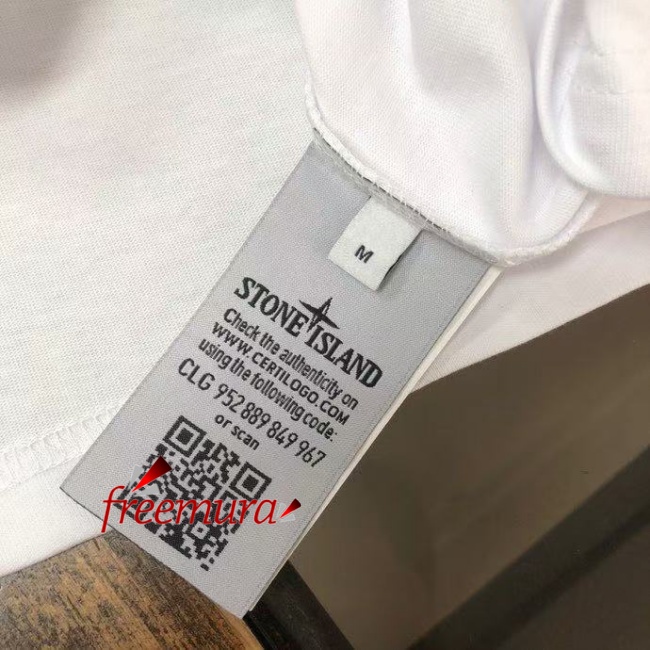 M
STONE ISLAND
Check the authenticity on
WWW.CERTILOGO.COM
using the following code:
CLG 952 889 849 967
or scan
freemura